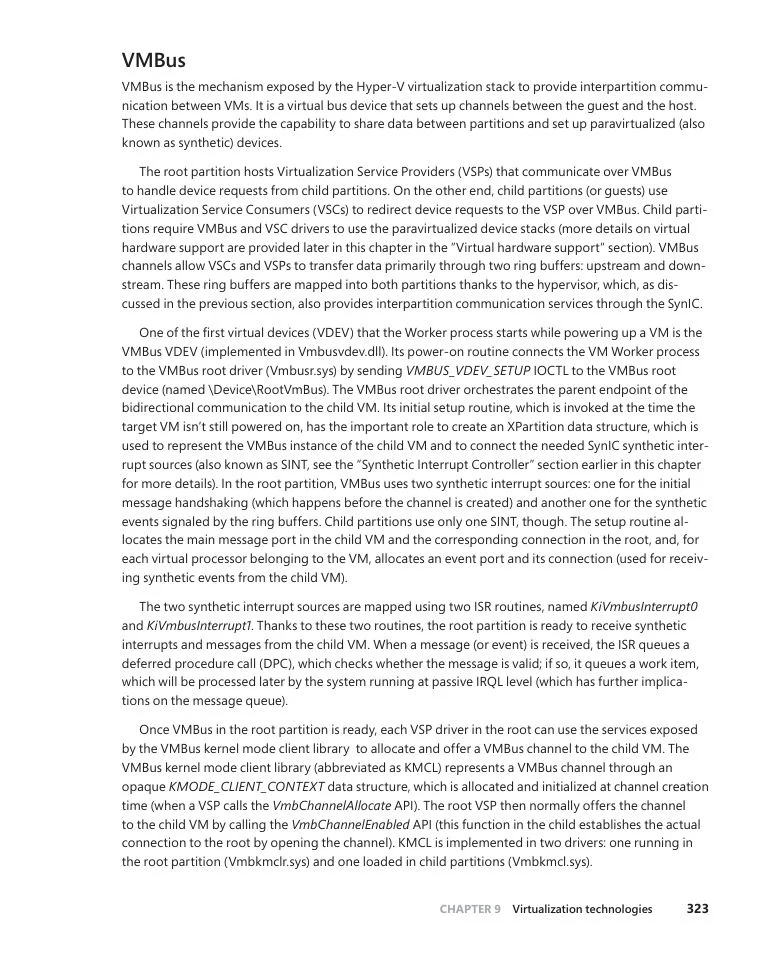 VMBus
VMBus is the mechanism exposed by the Hyper-V virtualization stack to provide interpartition commu-
nication between VMs. It is a virtual bus device that sets up channels between the guest and the host.
These channels provide the capability to share data between partitions and set up paravirtualized (also
known as synthetic) devices.
The root partition hosts Virtualization Service Providers (VSPs) that communicate over VMBus
to handle device requests from child partitions. On the other end, child partitions (or guests) use
Virtualization Service Consumers (VSCs) to redirect device requests to the VSP over VMBus. Child parti-
tions require VMBus and VSC drivers to use the paravirtualized device stacks (more details on virtual
hardware support are provided later in this chapter in the "Virtual hardware support" section). VMBus
channels allow VSCs and VSPs to transfer data primarily through two ring buffers: upstream and down-
stream. These ring buffers are mapped into both partitions thanks to the hypervisor, which, as dis-
cussed in the previous section, also provides interpartition communication services through the SynIC.
One of the first virtual devices (VDEV) that the Worker process starts while powering up a VM is the
VMBus VDEV (implemented in Vmbusvdev.dll). Its power-on routine connects the VM Worker process
to the VMBus root driver (Vmbusr.sys) by sending VMBUS_VDEV_SETUP IOCTL to the VMBus root
device (named \Device\RootVmBus). The VMBus root driver orchestrates the parent endpoint of the
bidirectional communication to the child VM. Its initial setup routine, which is invoked at the time the
target VM isn't still powered on, has the important role to create an XPartition data structure, which is
used to represent the VMBus instance of the child VM and to connect the needed SynIC synthetic inter-
rupt sources (also known as SINT, see the "Synthetic Interrupt Controller" section earlier in this chapter
for more details). In the root partition, VMBus uses two synthetic interrupt sources: one for the initial
message handshaking (which happens before the channel is created) and another one for the synthetic
events signaled by the ring buffers. Child partitions use only one SINT, though. The setup routine al-
locates the main message port in the child VM and the corresponding connection in the root, and, for
each virtual processor belonging to the VM, allocates an event port and its connection (used for receiv-
ing synthetic events from the child VM).
The two synthetic interrupt sources are mapped using two ISR routines, named KiVmbusInterrupt0
and KiVmbusInterrupt1. Thanks to these two routines, the root partition is ready to receive synthetic
interrupts and messages from the child VM. When a message (or event) is received, the ISR queues a
deferred procedure call (DPC), which checks whether the message is valid; if so, it queues a work item,
which will be processed later by the system running at passive IRQL level (which has further implica-
tions on the message queue).
Once VMBus in the root partition is ready, each VSP driver in the root can use the services exposed
by the VMBus kernel mode client library to allocate and offer a VMBus channel to the child VM. The
VMBus kernel mode client library (abbreviated as KMCL) represents a VMBus channel through an
opaque KMODE_CLIENT_CONTEXT data structure, which is allocated and initialized at channel creation
time (when a VSP calls the VmbChannelAllocate API). The root VSP then normally offers the channel
to the child VM by calling the VmbChannelEnabled API (this function in the child establishes the actual
connection to the root by opening the channel). KMCL is implemented in two drivers: one running in
the root partition (Vmbkmclr.sys) and one loaded in child partitions (Vmbkmcl.sys).
CHAPTER 9 Virtualization technologies 323